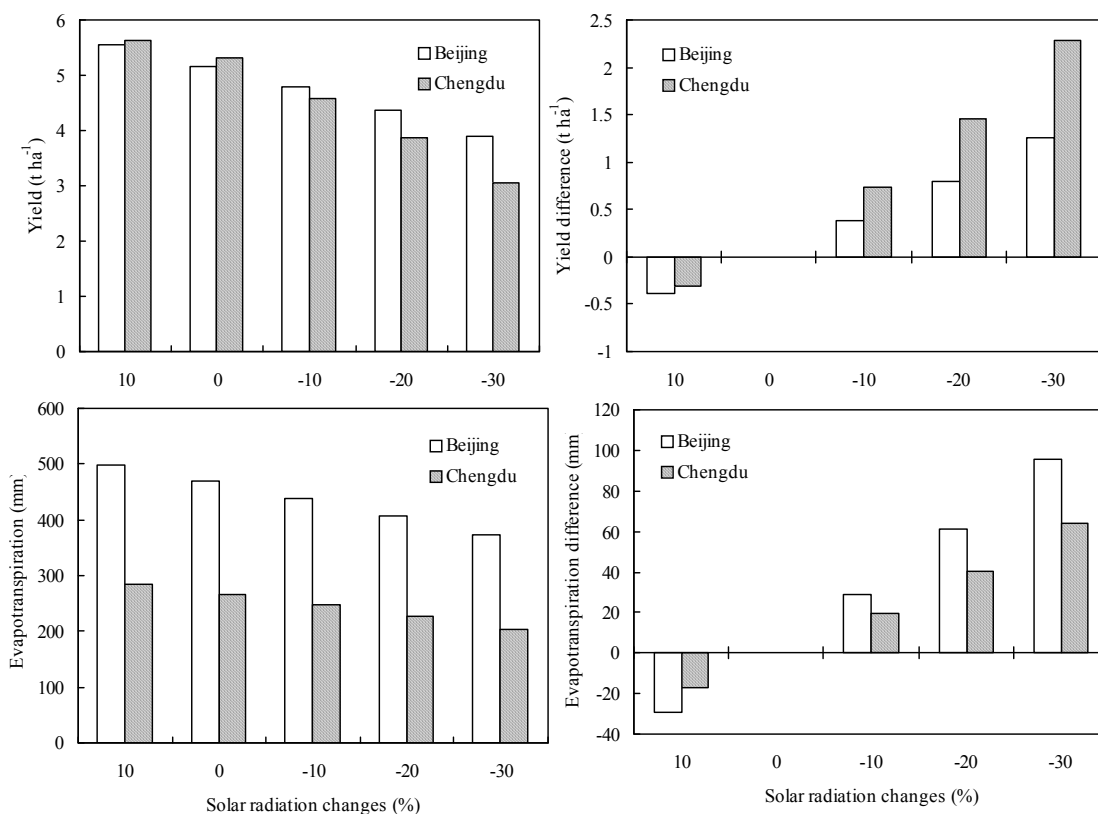 6
5
4
3
2
1
0
Yield (t ha-1)
Beijing
Chengdu
10 0 -10 -20 -30
2.5
2
1.5
1
0.5
0
-0.5
-1
Yield difference (t ha-1)
Beijing
Chengdu
10 0 -10 -20 -30
600
500
400
300
200
100
0
Evapotranspiration (mm)
Beijing
Chengdu
10 0 -10 -20 -30
Solar radiation changes (%)
120
100
80
60
40
20
0
-20
-40
Evapotranspiration difference (mm
Beijing
Chengdu
10 0 -10 -20 -30
Solar radiation changes (%)